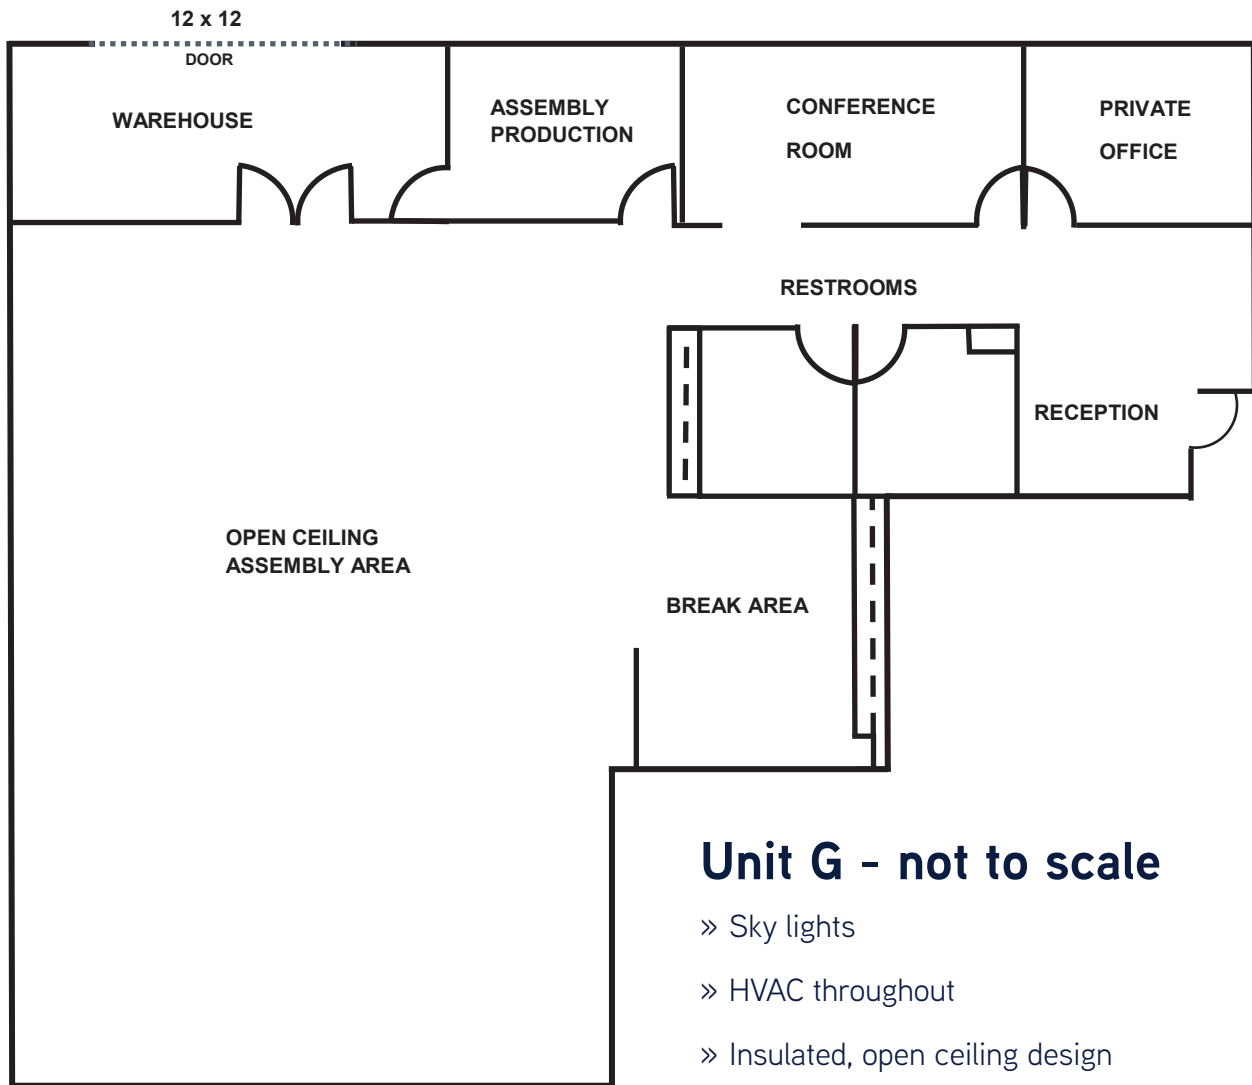 12 x 12
DOOR
WAREHOUSE
ASSEMBLY
PRODUCTION
CONFERENCE
ROOM
PRIVATE
OFFICE
RESTROOMS
RECEPTION
OPEN CEILING
ASSEMBLY AREA
BREAK AREA
Unit G - not to scale
» Sky lights
» HVAC throughout
» Insulated, open ceiling design